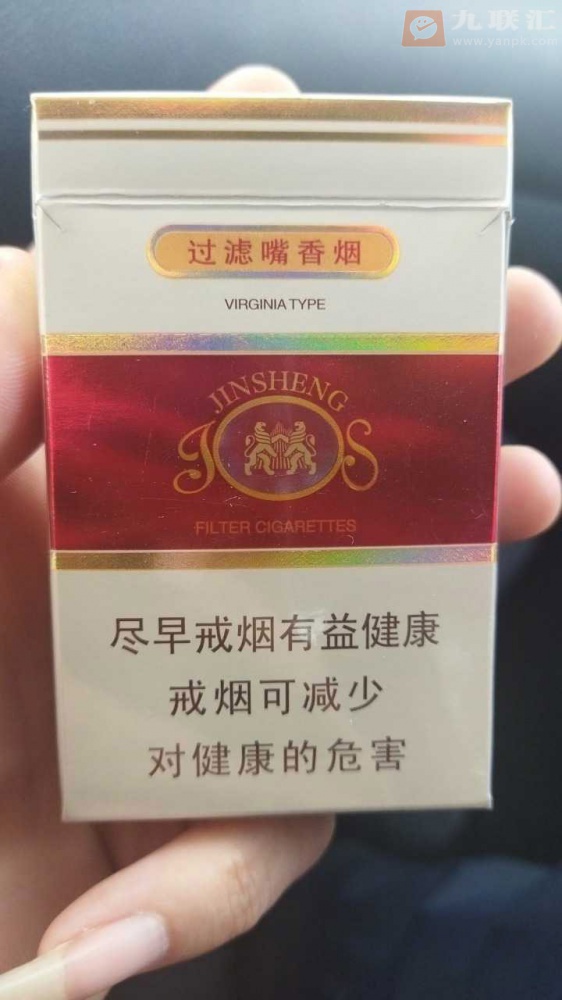 九联汇
www.yanpx.com
过滤嘴香烟
VIRGINIA TYPE
JINSHENG
JS
FILTER CIGARETTES
尽早戒烟有益健康
戒烟可减少
对健康的危害